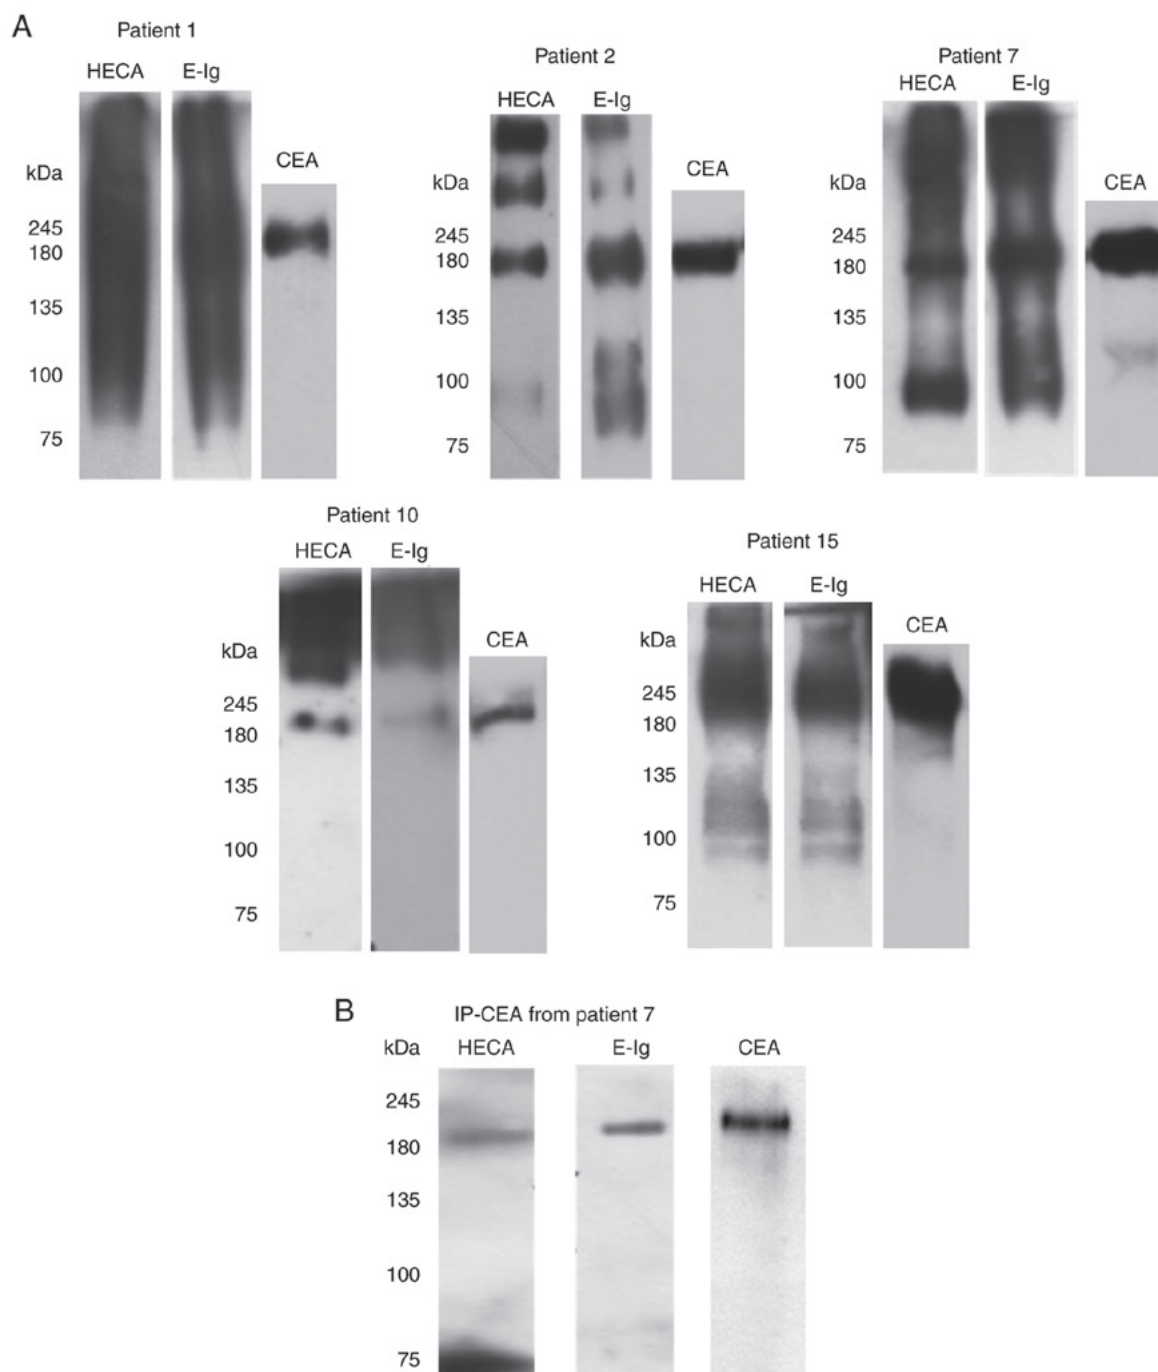 A
Patient 1
HECA E-Ig
CEA
kDa
245
180
135
100
75
Patient 2
HECA E-Ig
CEA
kDa
245
180
135
100
75
Patient 7
HECA E-Ig
CEA
kDa
245
180
135
100
75
Patient 10
HECA E-Ig
CEA
kDa
245
180
135
100
75
Patient 15
HECA E-Ig
CEA
kDa
245
180
135
100
75
B
IP-CEA from patient 7
kDa HECA E-Ig CEA
245
180
135
100
75